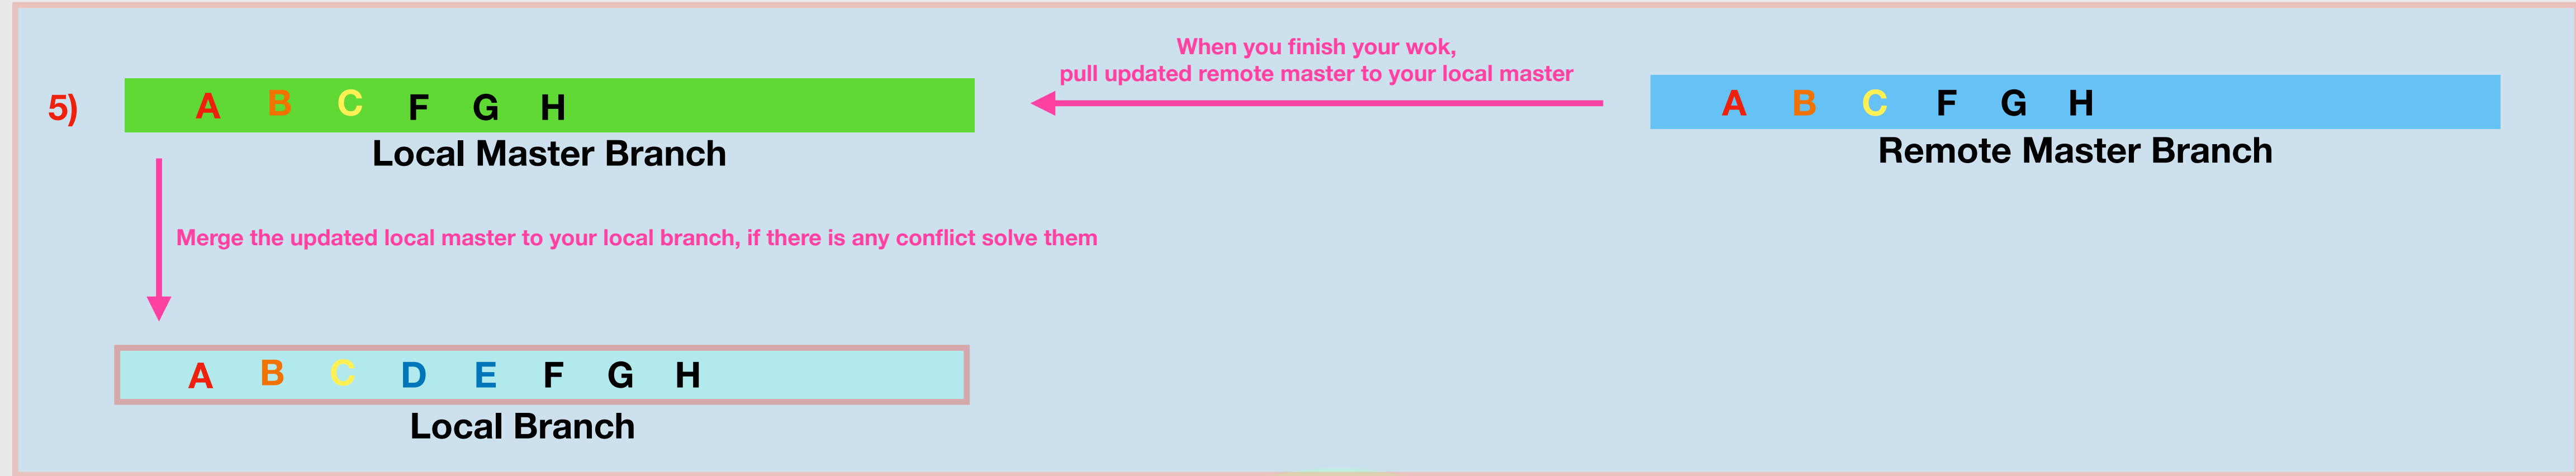 When you finish your wok,
pull updated remote master to your local master
5)
A B C F G H
A B C F G H
Local Master Branch
Remote Master Branch
Merge the updated local master to your local branch, if there is any conflict solve them
A B C D E F G H
Local Branch